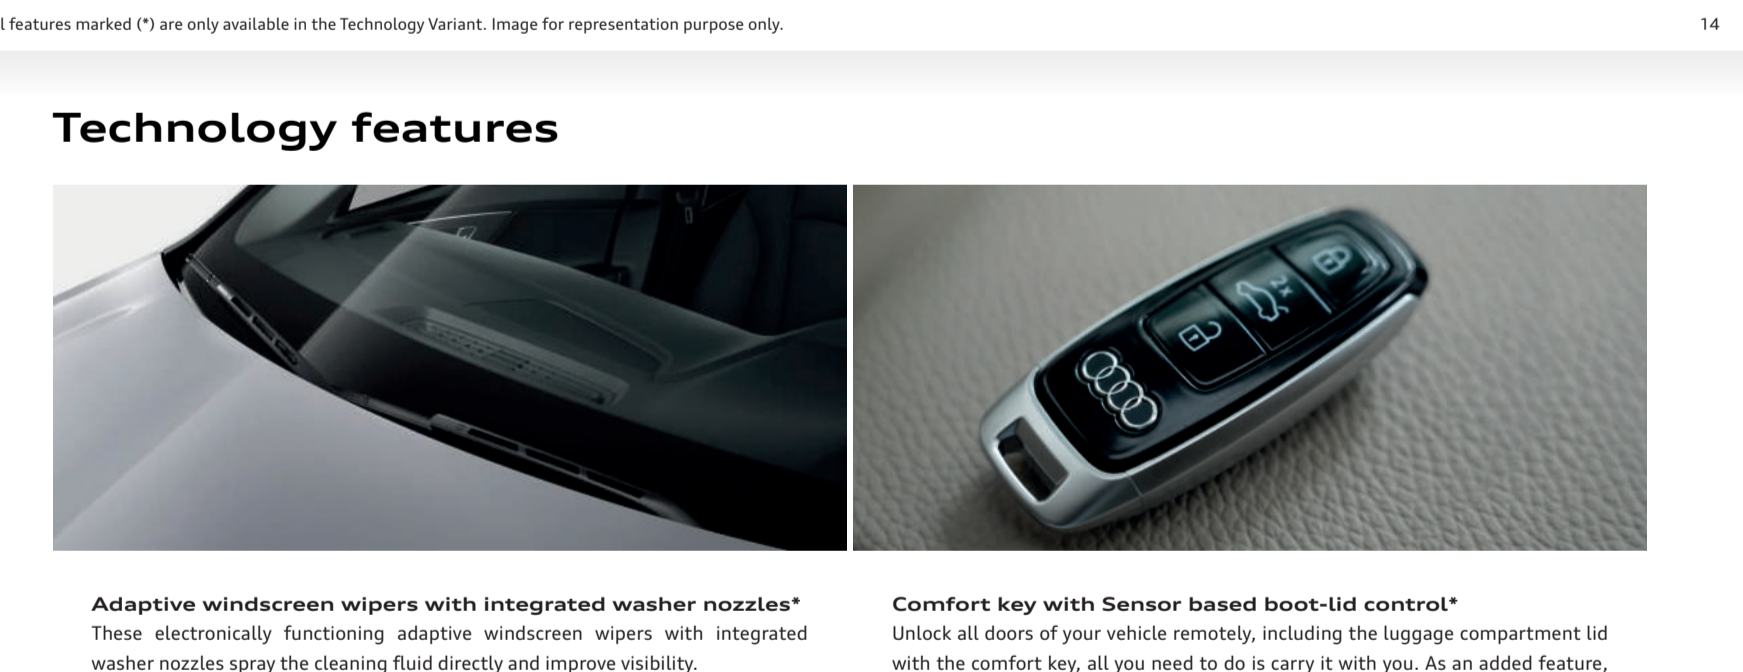 l features marked (*) are only available in the Technology Variant. Image for representation purpose only.
14
Technology features
2x
Adaptive windscreen wipers with integrated washer nozzles*
These electronically functioning adaptive windscreen wipers with integrated
washer nozzles spray the cleaning fluid directly and improve visibility.
Comfort key with Sensor based boot-lid control*
Unlock all doors of your vehicle remotely, including the luggage compartment lid
with the comfort key, all you need to do is carry it with you. As an added feature,